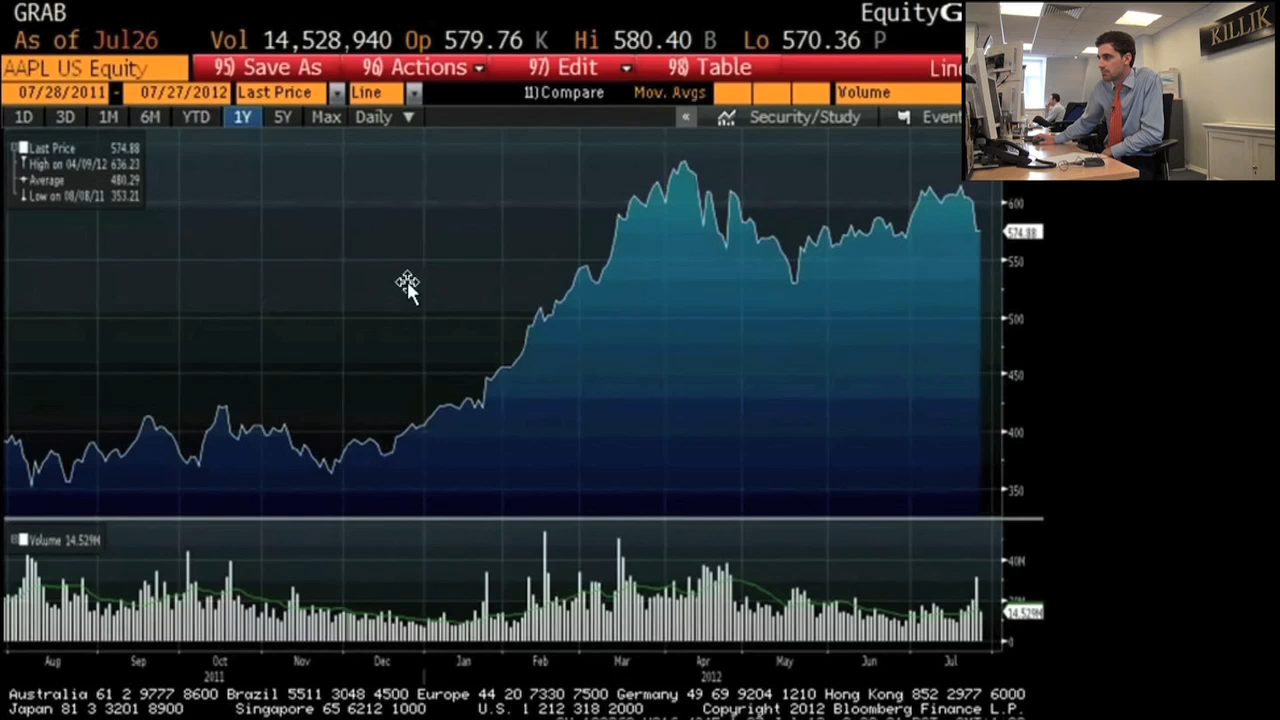 GRAB EquityG
As of Jul26 Vol 14,528,940 Op 579.76 K Hi 580.40 B Lo 570.36 P
AAPL US Equity 95) Save As 96) Actions 97) Edit 98) Table Line
07/28/2011 - 07/27/2012 Last Price Line 11)Compare Mov. Avgs Volume
1D 3D 1M 6M YTD 1Y 5Y Max Daily « Security/Study Event
KILLIK
Last Price 574.88
High on 04/09/12 636.23
Average 480.29
Low on 08/08/11 353.21
600
574.88
550
500
450
400
350
Volume 14.529M
40M
14.529M
0
Aug Sep Oct Nov Dec Jan Feb Mar Apr May Jun Jul
2011 2012
Australia 61 2 9777 8600 Brazil 5511 3048 4500 Europe 44 20 7330 7500 Germany 49 69 9204 1210 Hong Kong 852 2977 6000
Japan 81 3 3201 8900 Singapore 65 6212 1000 U.S. 1 212 318 2000 Copyright 2012 Bloomberg Finance L.P.